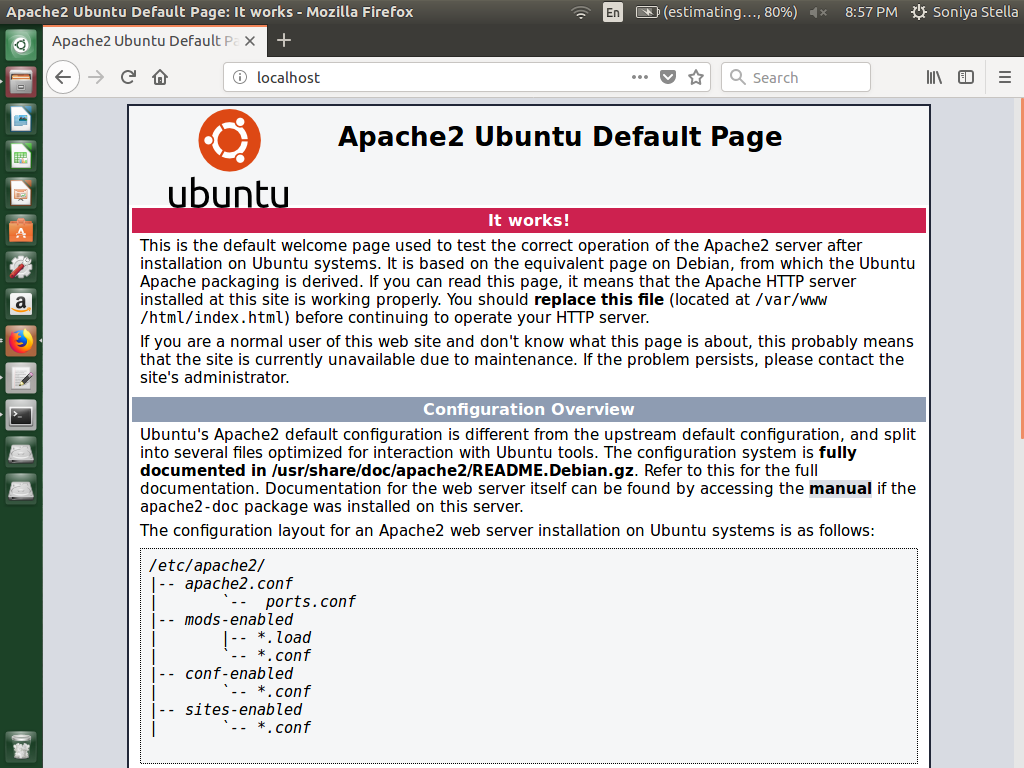 Apache2 Ubuntu Default Page: It works - Mozilla Firefox
En
(estimating..., 80%)
8:57 PM
Soniya Stella
Apache2 Ubuntu Default Pa
localhost
Search
ubuntu
Apache2 Ubuntu Default Page
It works!
This is the default welcome page used to test the correct operation of the Apache2 server after
installation on Ubuntu systems. It is based on the equivalent page on Debian, from which the Ubuntu
Apache packaging is derived. If you can read this page, it means that the Apache HTTP server
installed at this site is working properly. You should replace this file (located at /var/www
/html/index.html) before continuing to operate your HTTP server.
If you are a normal user of this web site and don't know what this page is about, this probably means
that the site is currently unavailable due to maintenance. If the problem persists, please contact the
site's administrator.
Configuration Overview
Ubuntu's Apache2 default configuration is different from the upstream default configuration, and split
into several files optimized for interaction with Ubuntu tools. The configuration system is fully
documented in /usr/share/doc/apache2/README.Debian.gz. Refer to this for the full
documentation. Documentation for the web server itself can be found by accessing the manual if the
apache2-doc package was installed on this server.
The configuration layout for an Apache2 web server installation on Ubuntu systems is as follows:
/etc/apache2/
|-- apache2.conf
|       `--  ports.conf
|-- mods-enabled
|       |-- *.load
|       `-- *.conf
|-- conf-enabled
|       `-- *.conf
|-- sites-enabled
|       `-- *.conf